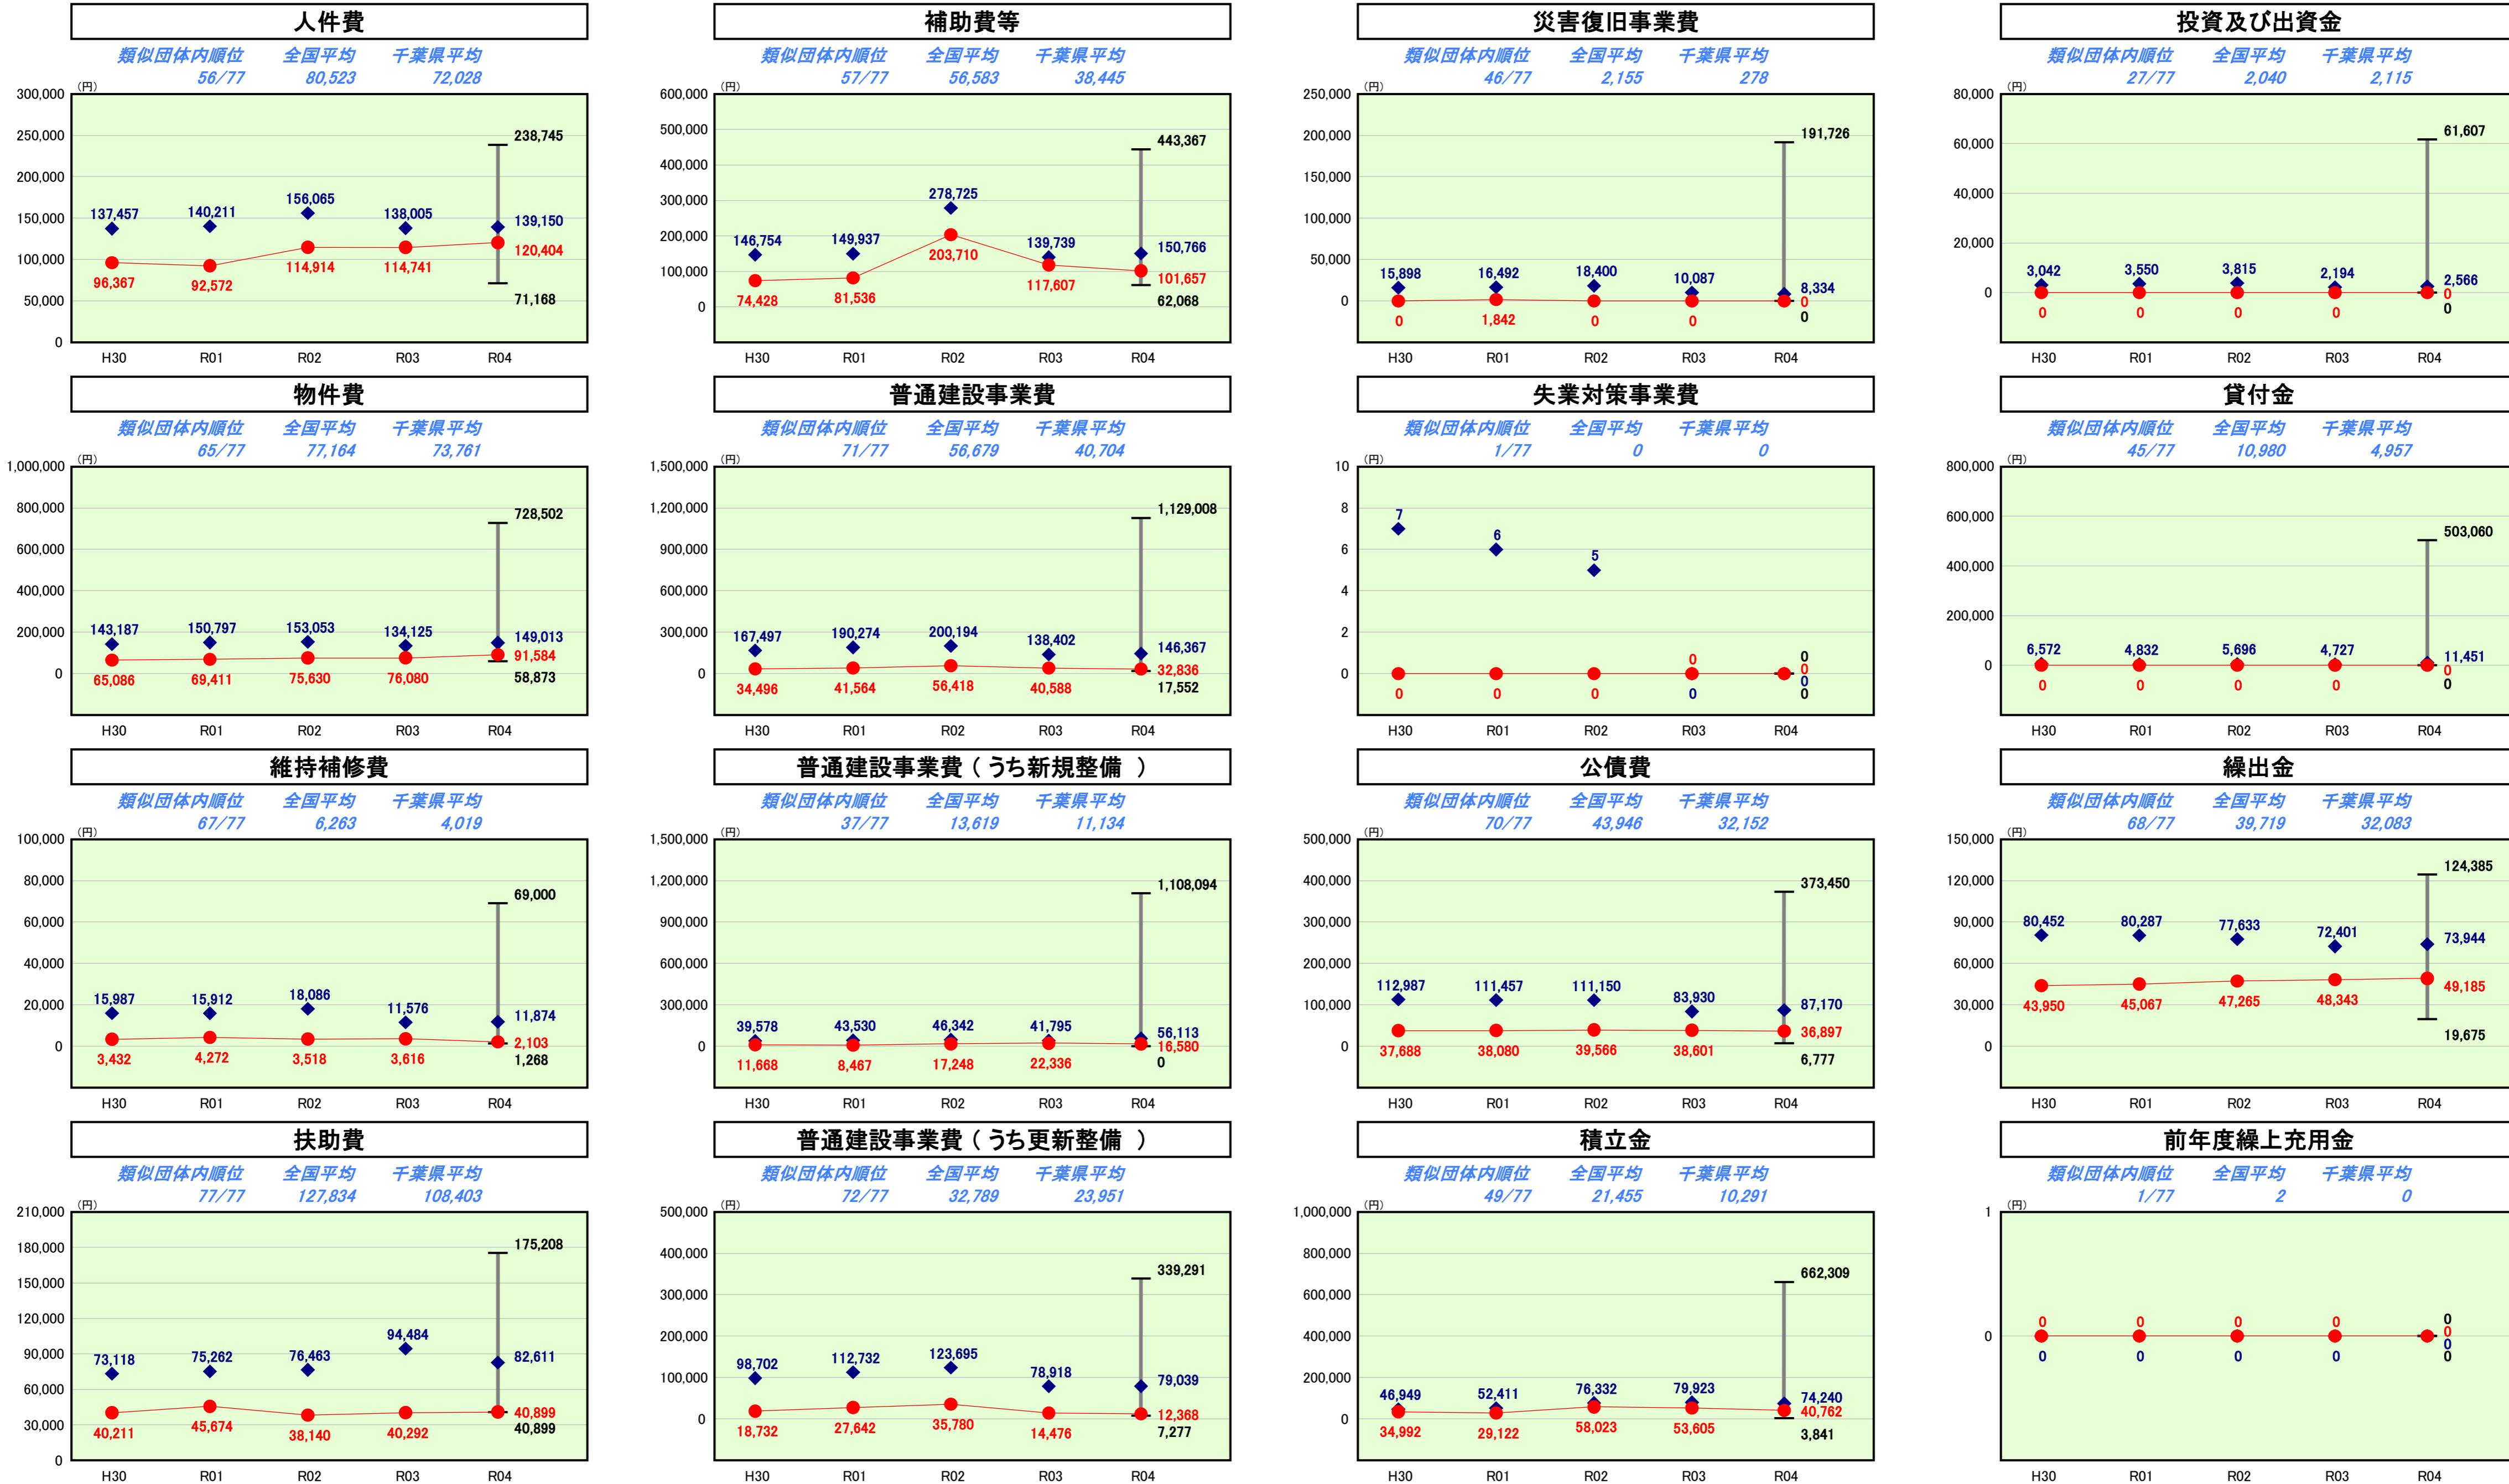 人件費
類似団体内順位 全国平均 千葉県平均
56/77 80,523 72,028
(円)
300,000
250,000
200,000
150,000
100,000
50,000
0
238,745
137,457 140,211 156,065 138,005 139,150
96,367 92,572 114,914 114,741 120,404
71,168
H30 R01 R02 R03 R04
補助費等
類似団体内順位 全国平均 千葉県平均
57/77 56,583 38,445
(円)
600,000
500,000
400,000
300,000
200,000
100,000
0
443,367
146,754 149,937 278,725 139,739 150,766
74,428 81,536 203,710 117,607 101,657
62,068
H30 R01 R02 R03 R04
災害復旧事業費
類似団体内順位 全国平均 千葉県平均
46/77 2,155 278
(円)
250,000
200,000
150,000
100,000
50,000
0
191,726
15,898 16,492 18,400 10,087 8,334
0 1,842 0 0 0
0
H30 R01 R02 R03 R04
投資及び出資金
類似団体内順位 全国平均 千葉県平均
27/77 2,040 2,115
(円)
80,000
60,000
40,000
20,000
0
61,607
3,042 3,550 3,815 2,194 2,566
0 0 0 0 0
0
H30 R01 R02 R03 R04
物件費
類似団体内順位 全国平均 千葉県平均
65/77 77,164 73,761
(円)
1,000,000
800,000
600,000
400,000
200,000
0
728,502
143,187 150,797 153,053 134,125 149,013
65,086 69,411 75,630 76,080 91,584
58,873
H30 R01 R02 R03 R04
普通建設事業費
類似団体内順位 全国平均 千葉県平均
71/77 56,679 40,704
(円)
1,500,000
1,200,000
900,000
600,000
300,000
0
1,129,008
167,497 190,274 200,194 138,402 146,367
34,496 41,564 56,418 40,588 32,836
17,552
H30 R01 R02 R03 R04
失業対策事業費
類似団体内順位 全国平均 千葉県平均
1/77 0 0
(円)
10
8
6
4
2
0
7 6 5
0 0
0
0
0 0 0 0 0
H30 R01 R02 R03 R04
貸付金
類似団体内順位 全国平均 千葉県平均
45/77 10,980 4,957
(円)
800,000
600,000
400,000
200,000
0
503,060
6,572 4,832 5,696 4,727 11,451
0 0 0 0 0
0
H30 R01 R02 R03 R04
維持補修費
類似団体内順位 全国平均 千葉県平均
67/77 6,263 4,019
(円)
100,000
80,000
60,000
40,000
20,000
0
69,000
15,987 15,912 18,086 11,576 11,874
3,432 4,272 3,518 3,616 2,103
1,268
H30 R01 R02 R03 R04
普通建設事業費（うち新規整備 ）
類似団体内順位 全国平均 千葉県平均
37/77 13,619 11,134
(円)
1,500,000
1,200,000
900,000
600,000
300,000
0
1,108,094
39,578 43,530 46,342 41,795 56,113
11,668 8,467 17,248 22,336 16,580
0
H30 R01 R02 R03 R04
公債費
類似団体内順位 全国平均 千葉県平均
70/77 43,946 32,152
(円)
500,000
400,000
300,000
200,000
100,000
0
373,450
112,987 111,457 111,150 83,930 87,170
37,688 38,080 39,566 38,601 36,897
6,777
H30 R01 R02 R03 R04
繰出金
類似団体内順位 全国平均 千葉県平均
68/77 39,719 32,083
(円)
150,000
120,000
90,000
60,000
30,000
0
124,385
80,452 80,287 77,633 72,401 73,944
43,950 45,067 47,265 48,343 49,185
19,675
H30 R01 R02 R03 R04
扶助費
類似団体内順位 全国平均 千葉県平均
77/77 127,834 108,403
(円)
210,000
180,000
150,000
120,000
90,000
60,000
30,000
0
175,208
73,118 75,262 76,463 94,484 82,611
40,211 45,674 38,140 40,292 40,899
40,899
H30 R01 R02 R03 R04
普通建設事業費（うち更新整備 ）
類似団体内順位 全国平均 千葉県平均
72/77 32,789 23,951
(円)
500,000
400,000
300,000
200,000
100,000
0
339,291
98,702 112,732 123,695 78,918 79,039
18,732 27,642 35,780 14,476 12,368
7,277
H30 R01 R02 R03 R04
積立金
類似団体内順位 全国平均 千葉県平均
49/77 21,455 10,291
(円)
1,000,000
800,000
600,000
400,000
200,000
0
662,309
46,949 52,411 76,332 79,923 74,240
34,992 29,122 58,023 53,605 40,762
3,841
H30 R01 R02 R03 R04
前年度繰上充用金
類似団体内順位 全国平均 千葉県平均
1/77 2 0
(円)
1
0
0 0 0 0 0
0
0
0 0 0 0 0
H30 R01 R02 R03 R04